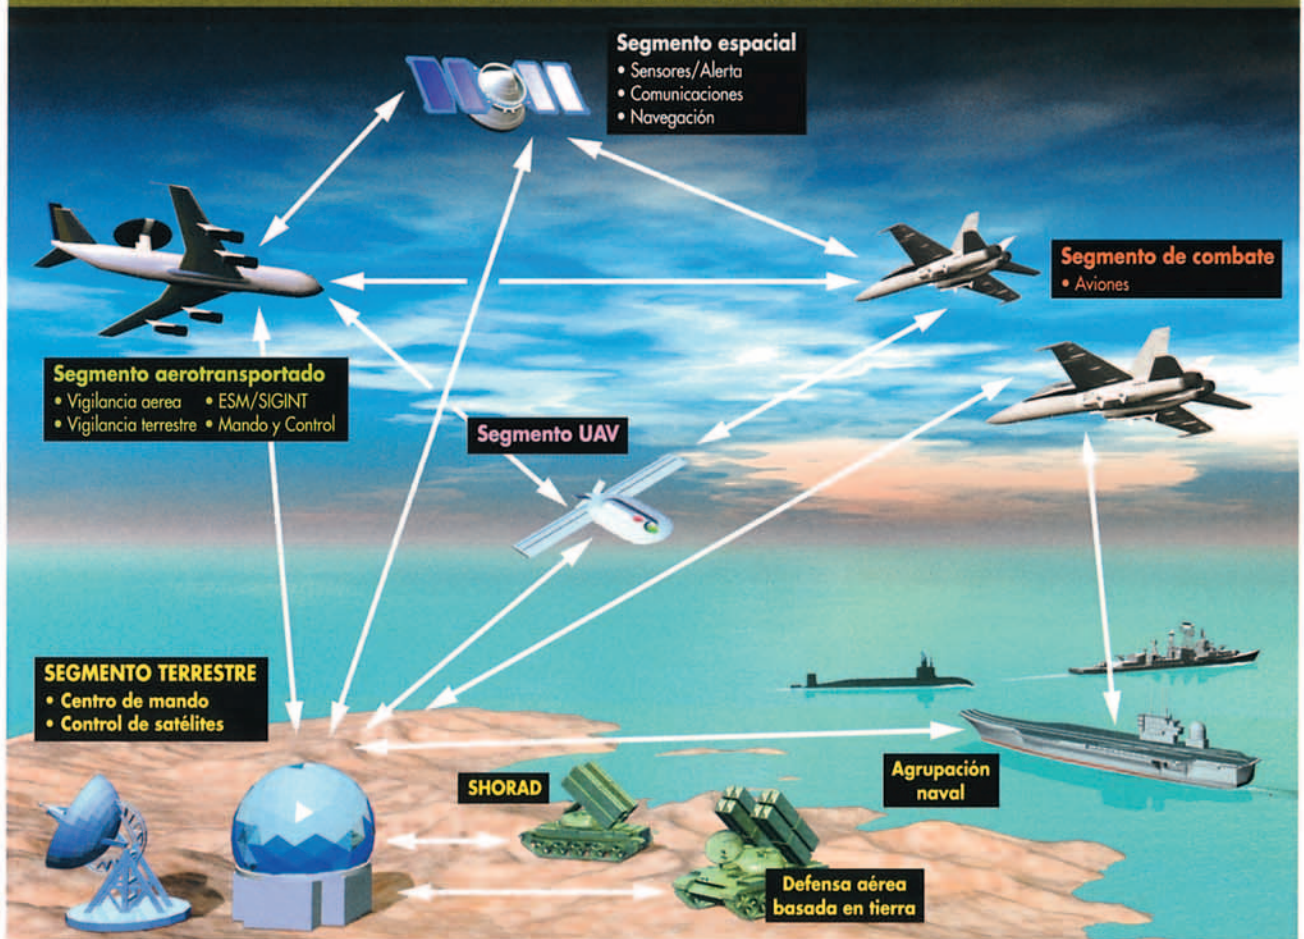 Segmento espacial
• Sensores/Alerta
• Comunicaciones
• Navegación
Segmento de combate
• Aviones
Segmento aerotransportado
• Vigilancia aerea • ESM/SIGINT
• Vigilancia terrestre • Mando y Control
Segmento UAV
SEGMENTO TERRESTRE
• Centro de mando
• Control de satélites
SHORAD
Agrupación
naval
Defensa aérea
basada en tierra